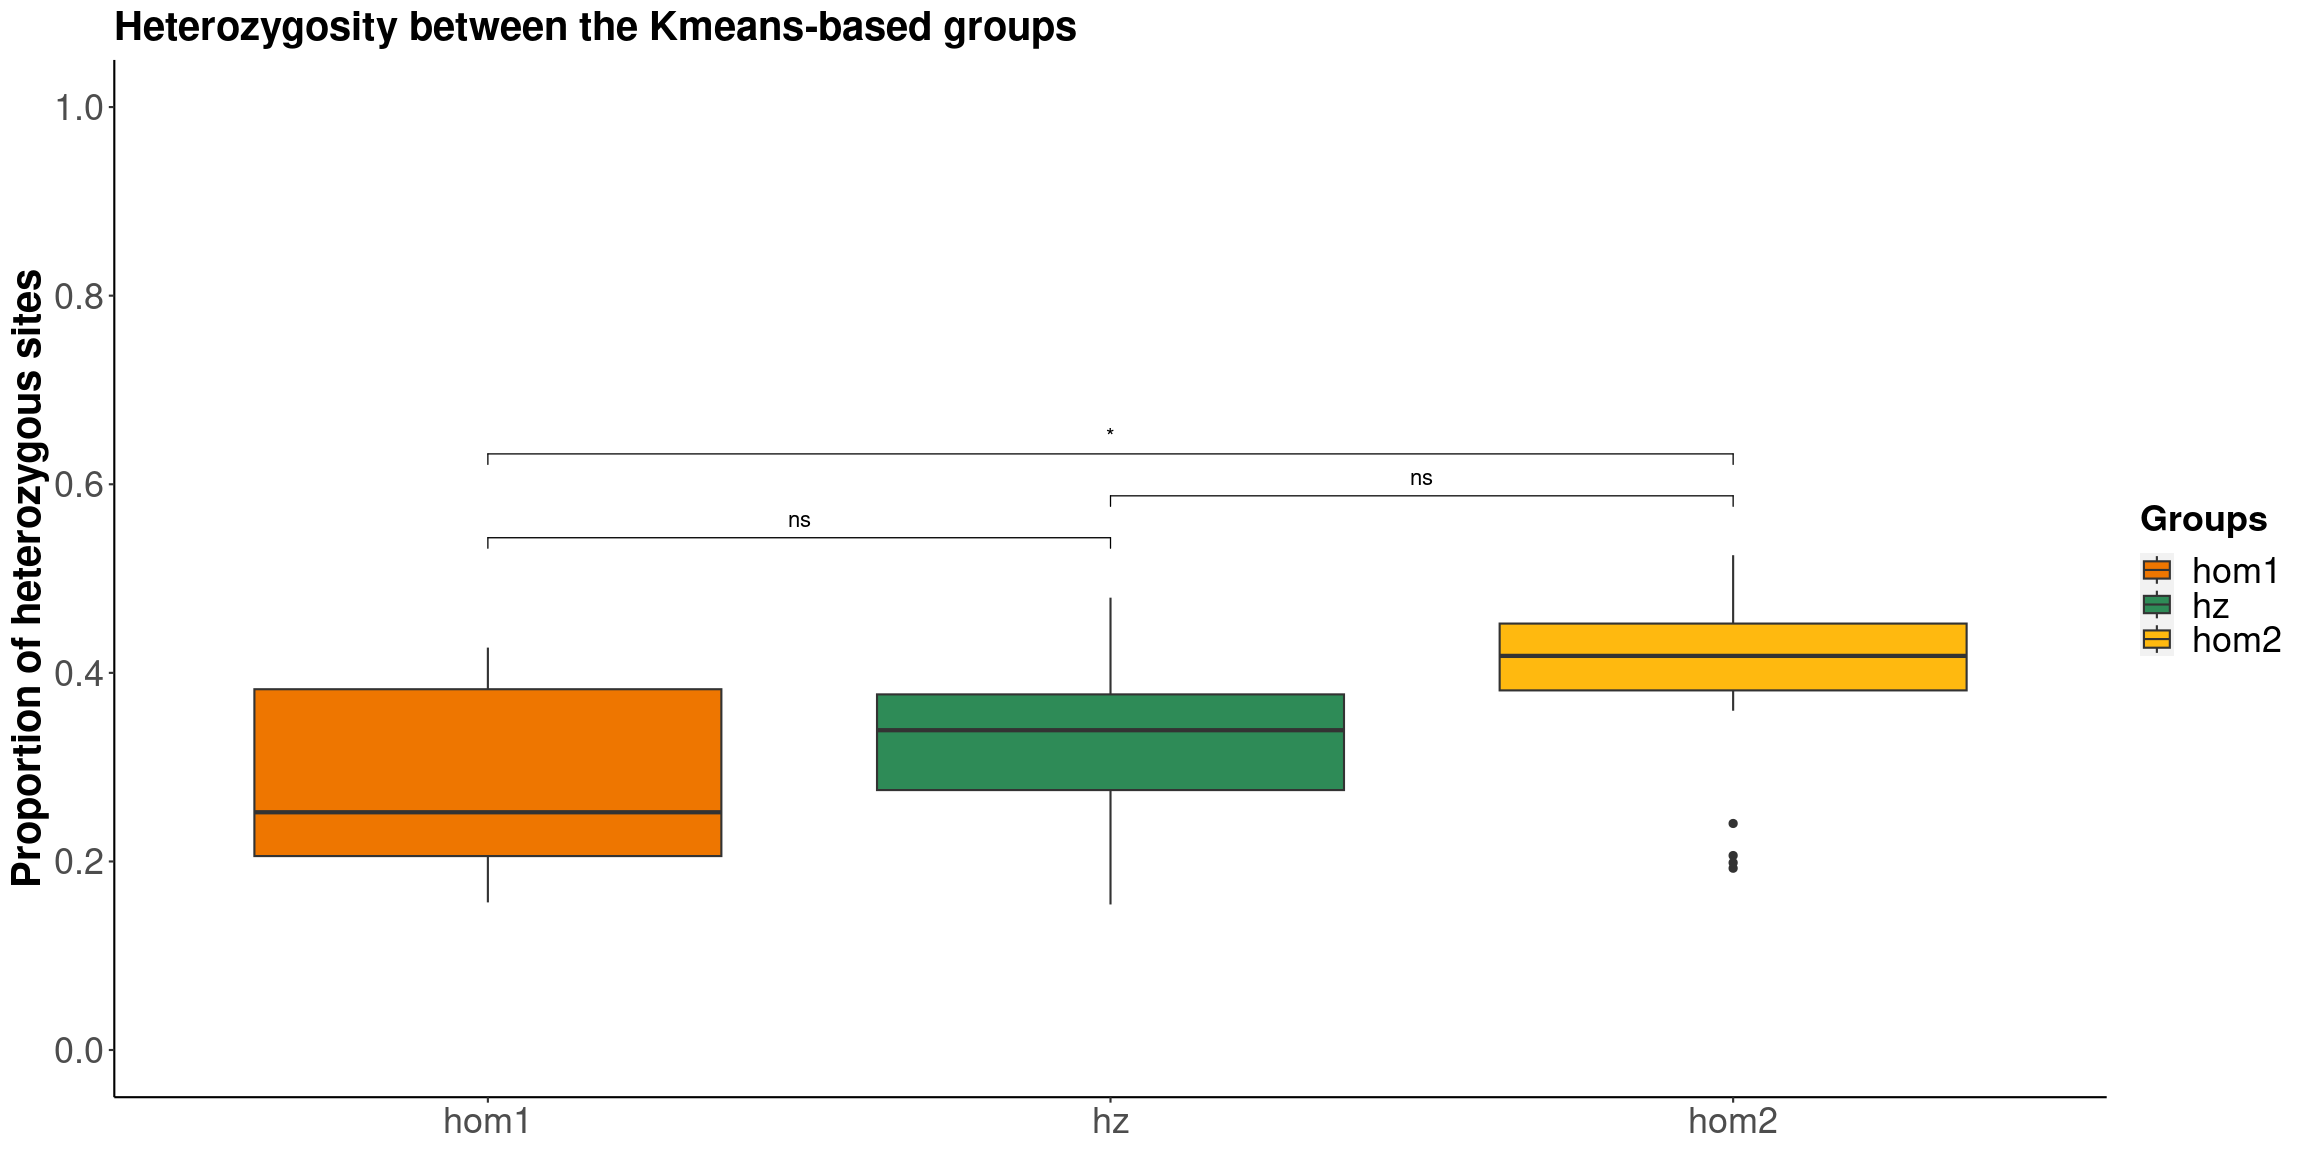 Heterozygosity between the Kmeans-based groups
Proportion of heterozygous sites
1.0
0.8
0.6
0.4
0.2
0.0
*
ns
ns
hom1
hz
hom2
Groups
hom1
hz
hom2